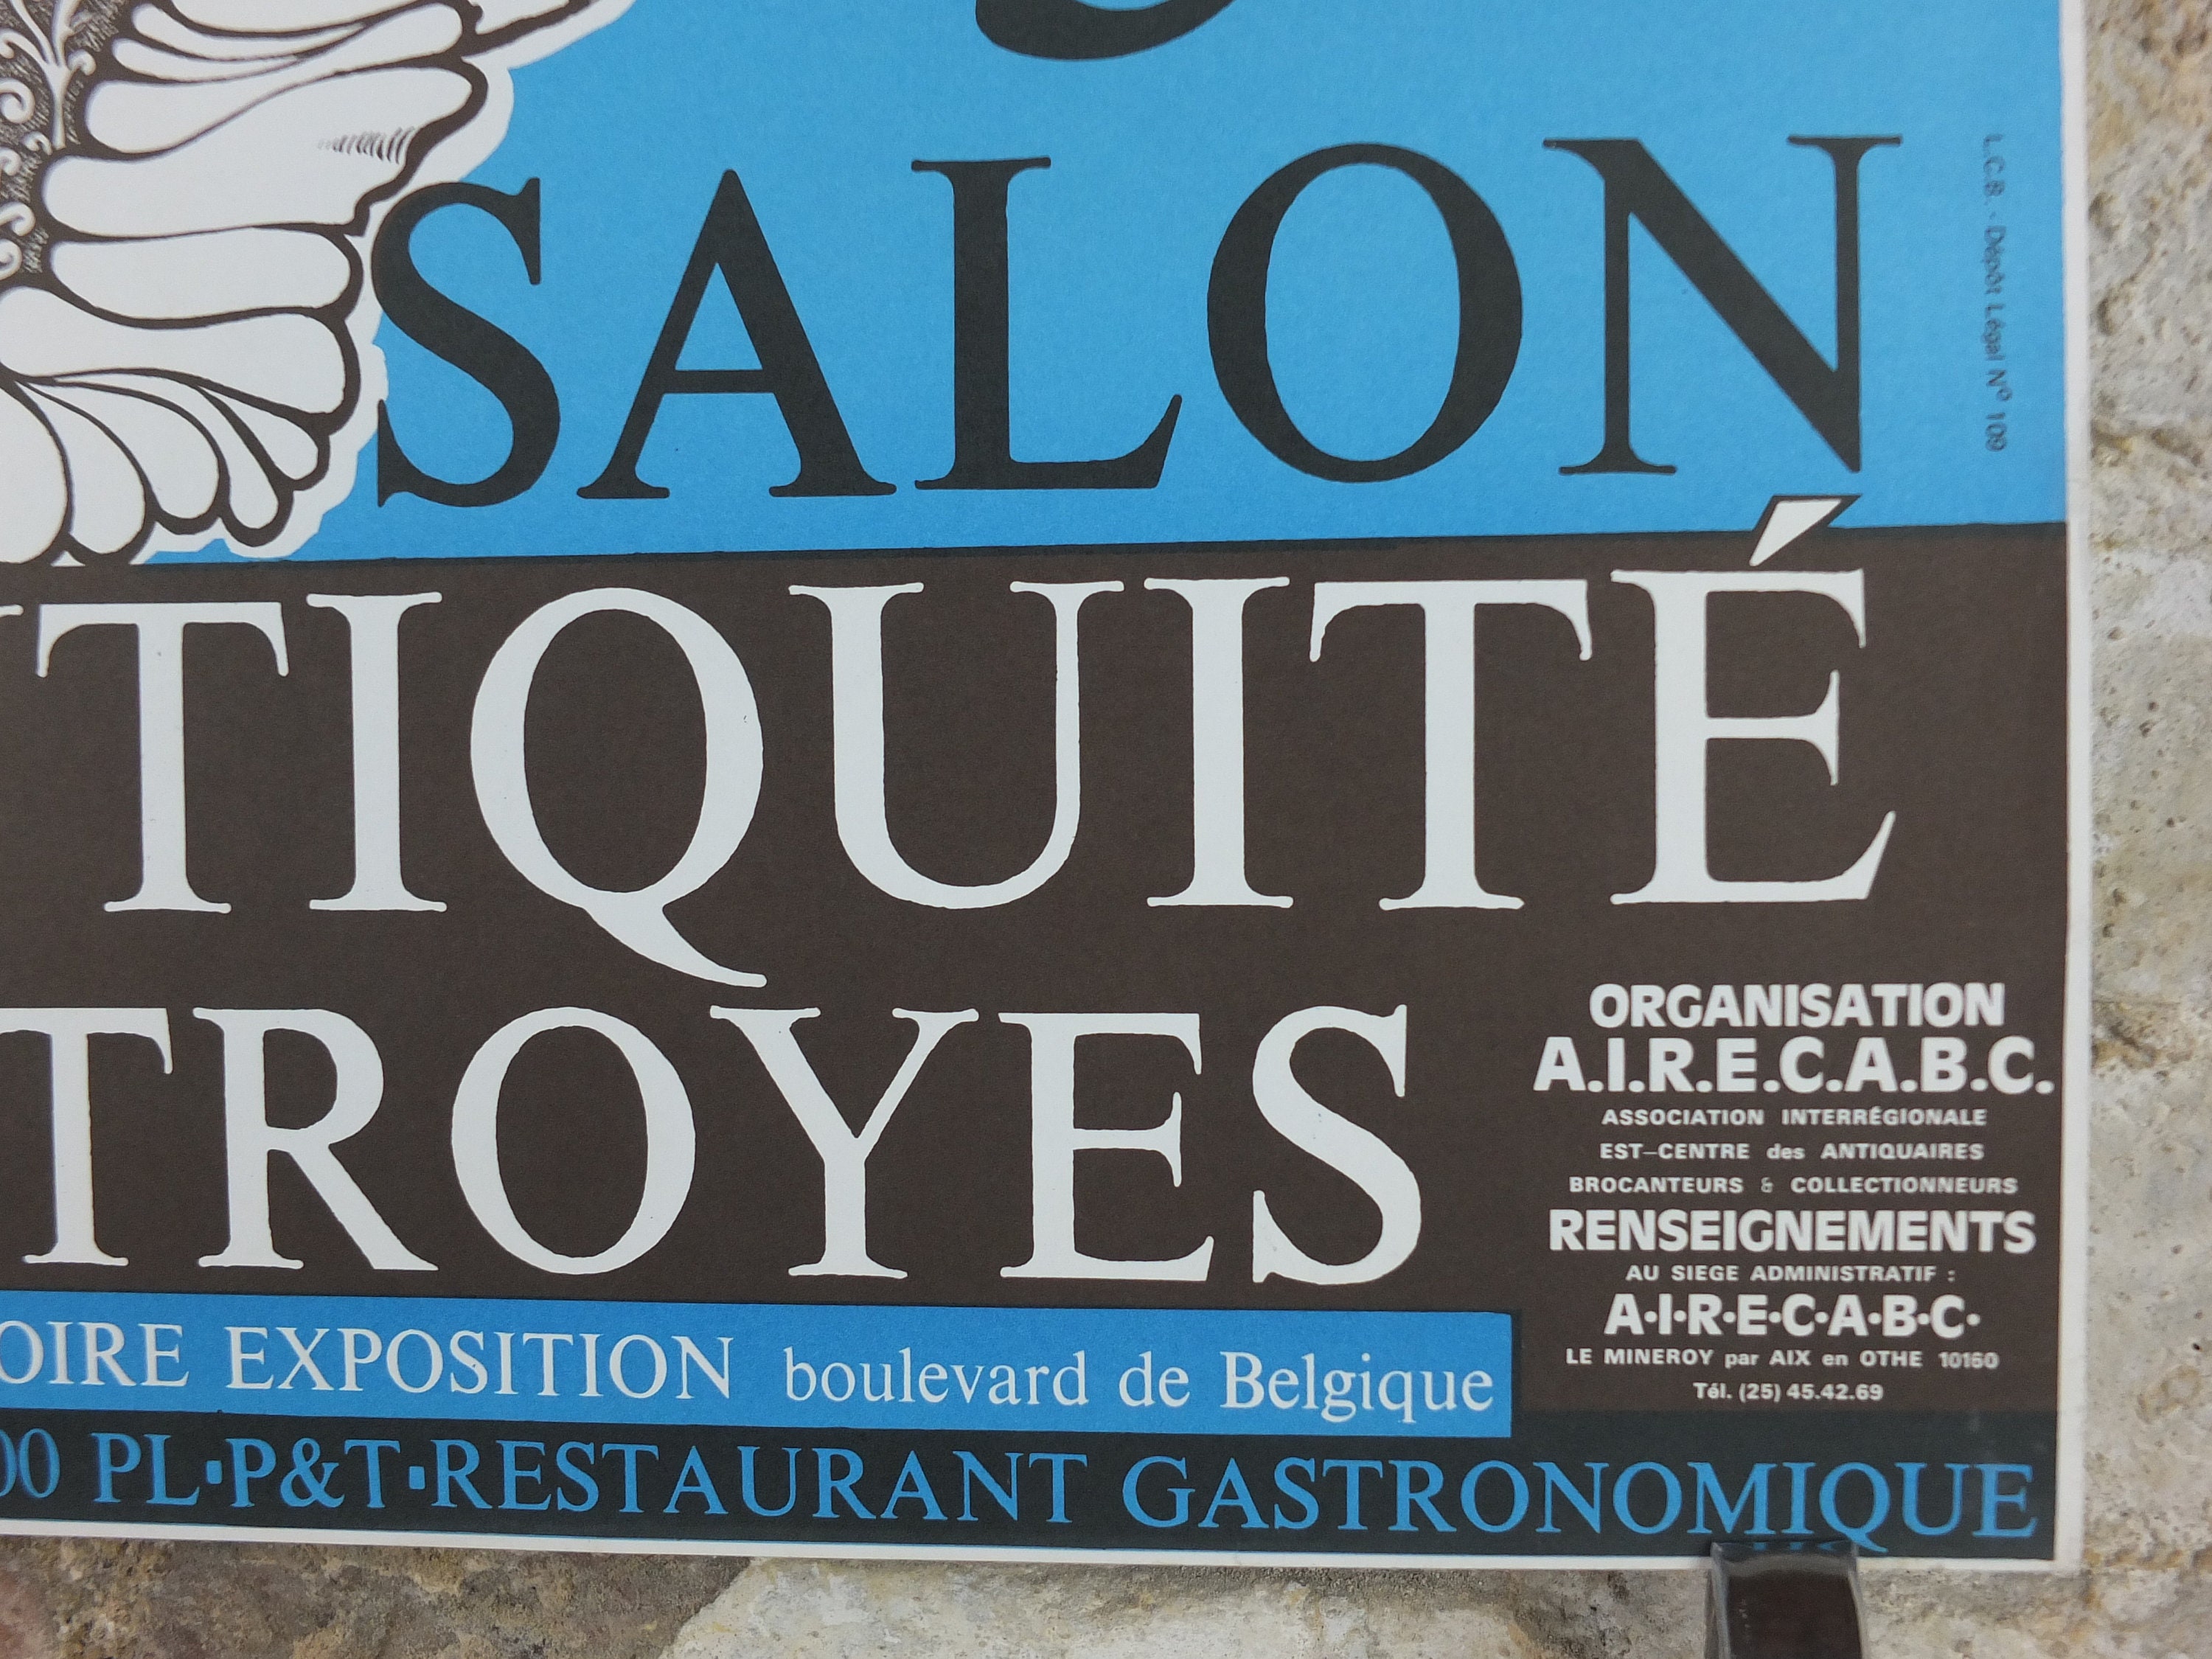 SALON
L.C.B. - Dépôt Légal Nº 109
TIQUITÉ
TROYES
ORGANISATION
A.I.R.E.C.A.B.C.
ASSOCIATION INTERRÉGIONALE
EST-CENTRE des ANTIQUAIRES
BROCANTEURS & COLLECTIONNEURS
RENSEIGNEMENTS
AU SIEGE ADMINISTRATIF :
A·I·R·E·C·A·B·C·
LE MINEROY par AIX en OTHE 10160
Tél. (25) 45.42.69
OIRE EXPOSITION boulevard de Belgique
00 PL·P&T·RESTAURANT GASTRONOMIQUE